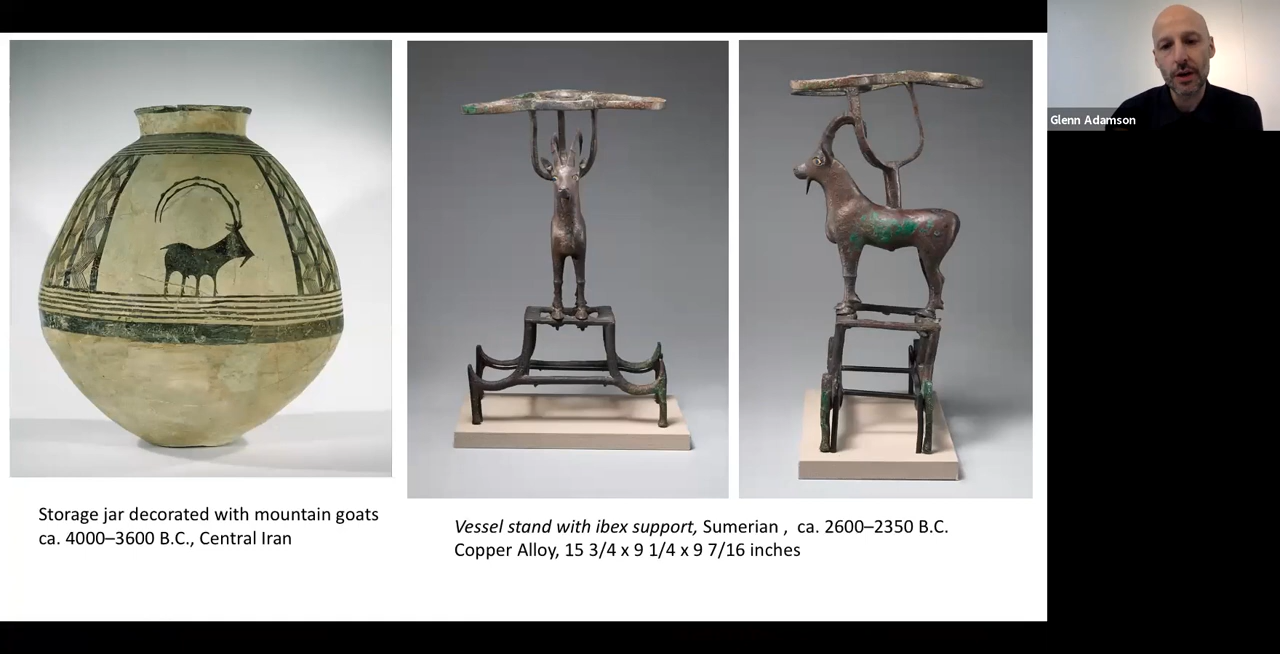 Glenn Adamson
Storage jar decorated with mountain goats
ca. 4000–3600 B.C., Central Iran
Vessel stand with ibex support, Sumerian , ca. 2600–2350 B.C.
Copper Alloy, 15 3/4 x 9 1/4 x 9 7/16 inches